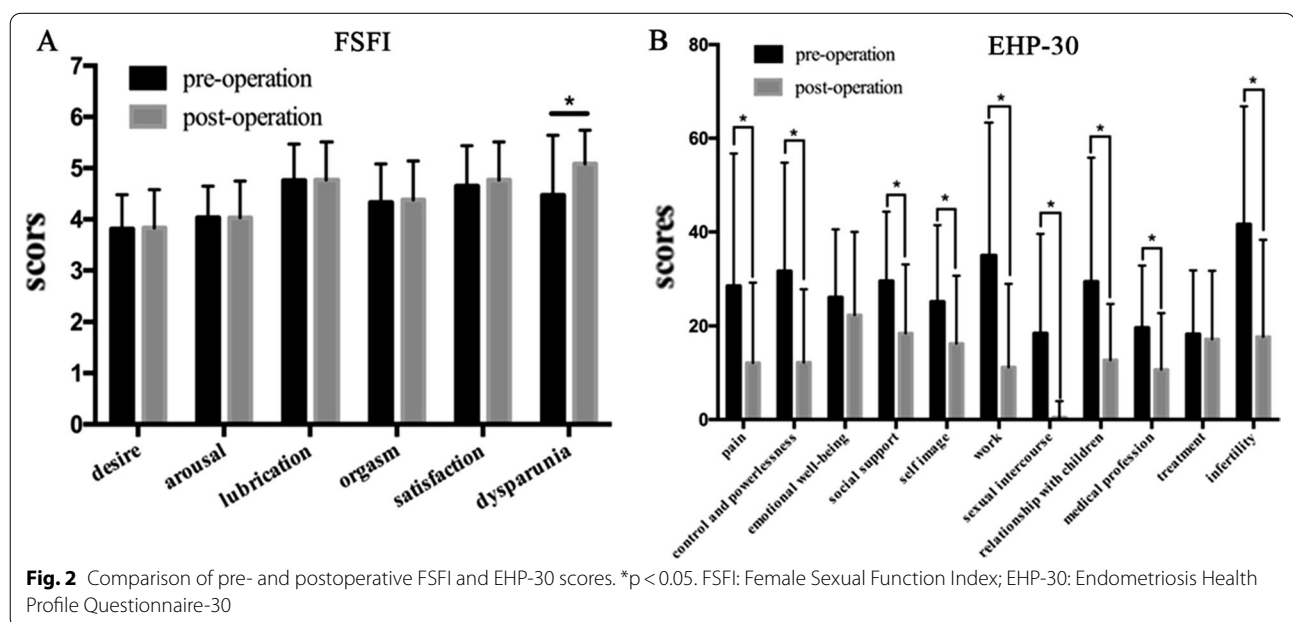 A
FSFI
7
6
5
4
3
2
1
0
scores
pre-operation
post-operation
*
desire
arousal
lubrication
orgasm
satisfaction
dysparunia
B
EHP-30
80
60
40
20
0
scores
pre-operation
post-operation
*
*
*
*
*
*
*
*
*
pain
control and powerlessness
emotional well-being
social support
self image
work
sexual intercourse
relationship with children
medical profession
treatment
infertility
Fig. 2 Comparison of pre- and postoperative FSFI and EHP-30 scores. *p < 0.05. FSFI: Female Sexual Function Index; EHP-30: Endometriosis Health
Profile Questionnaire-30